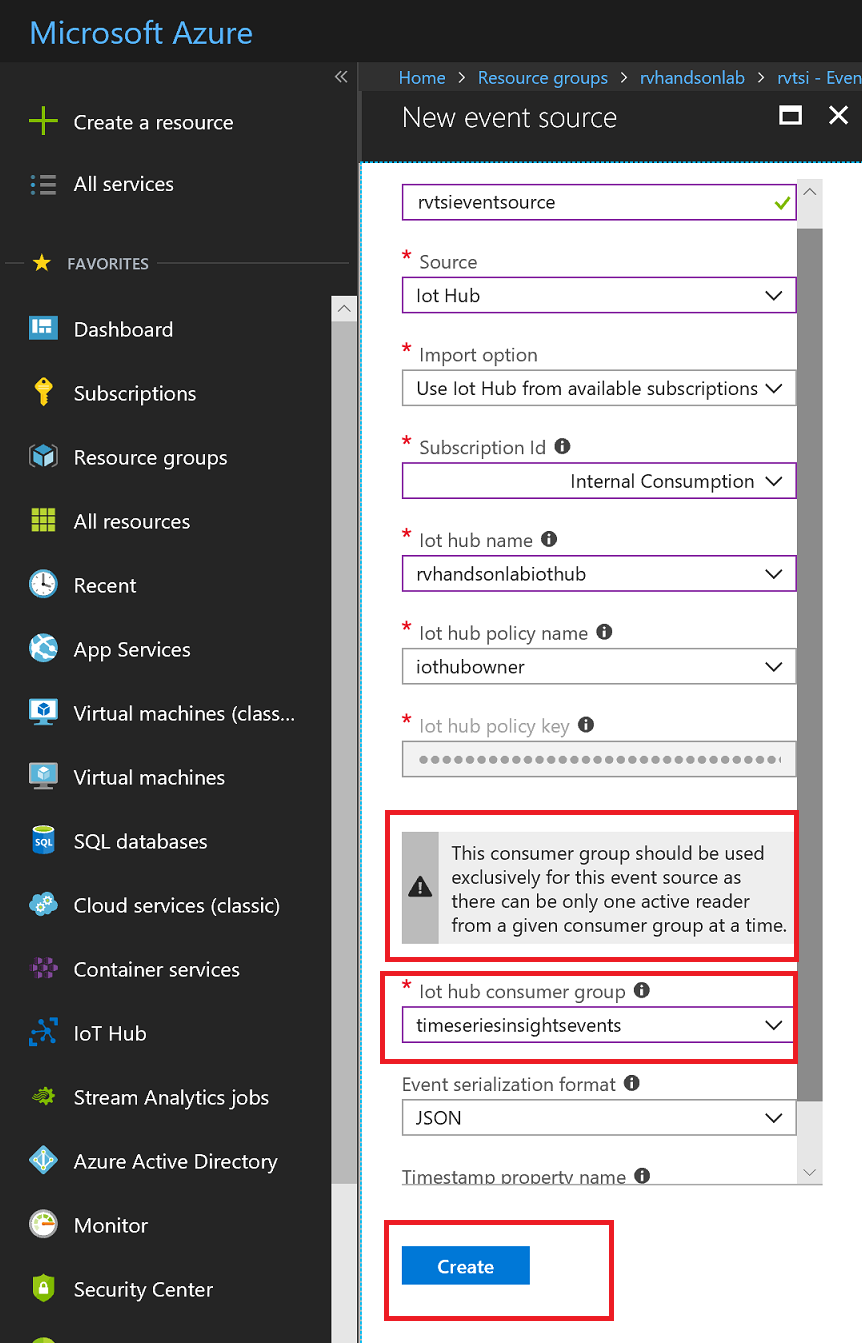 Microsoft Azure
«
Create a resource
All services
FAVORITES
Dashboard
Subscriptions
Resource groups
All resources
Recent
App Services
Virtual machines (class...
Virtual machines
SQL
SQL databases
Cloud services (classic)
Container services
IoT Hub
Stream Analytics jobs
Azure Active Directory
Monitor
Security Center
Home > Resource groups > rvhandsonlab > rvtsi - Even
New event source
rvtsieventsource
* Source
Iot Hub
* Import option
Use Iot Hub from available subscriptions
* Subscription Id
Internal Consumption
* Iot hub name
rvhandsonlabiothub
* Iot hub policy name
iothubowner
* Iot hub policy key
This consumer group should be used
exclusively for this event source as
there can be only one active reader
from a given consumer group at a time.
* Iot hub consumer group
timeseriesinsightsevents
Event serialization format
JSON
Timestamp property name
Create